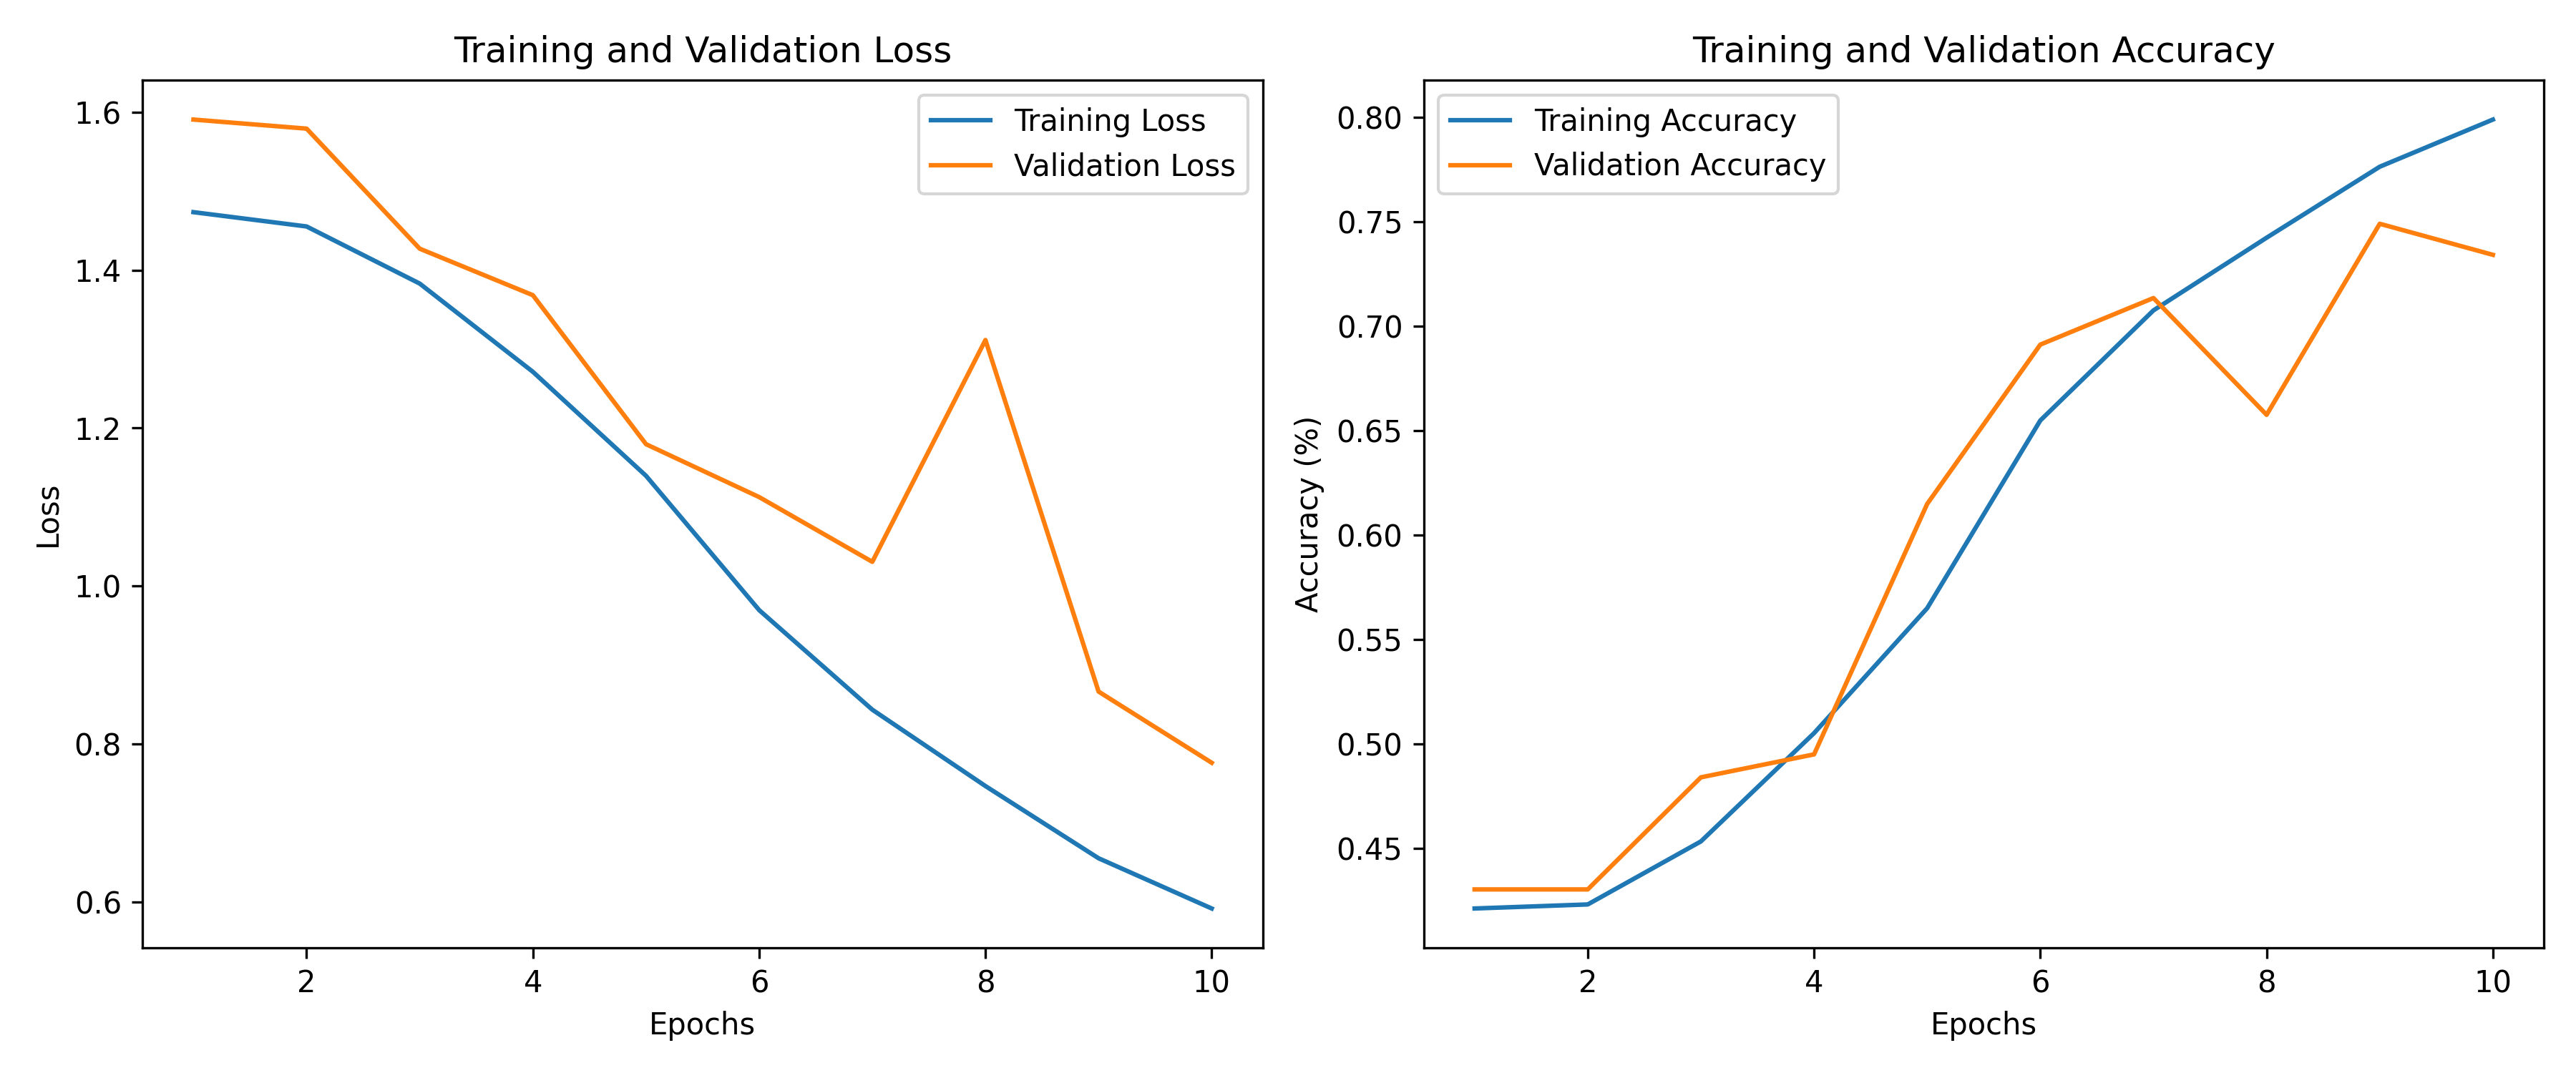 Training and Validation Loss
1.6
1.4
1.2
1.0
0.8
0.6
Loss
Training Loss
Validation Loss
2 4 6 8 10
Epochs
Training and Validation Accuracy
0.80
0.75
0.70
0.65
0.60
0.55
0.50
0.45
Accuracy (%)
Training Accuracy
Validation Accuracy
2 4 6 8 10
Epochs